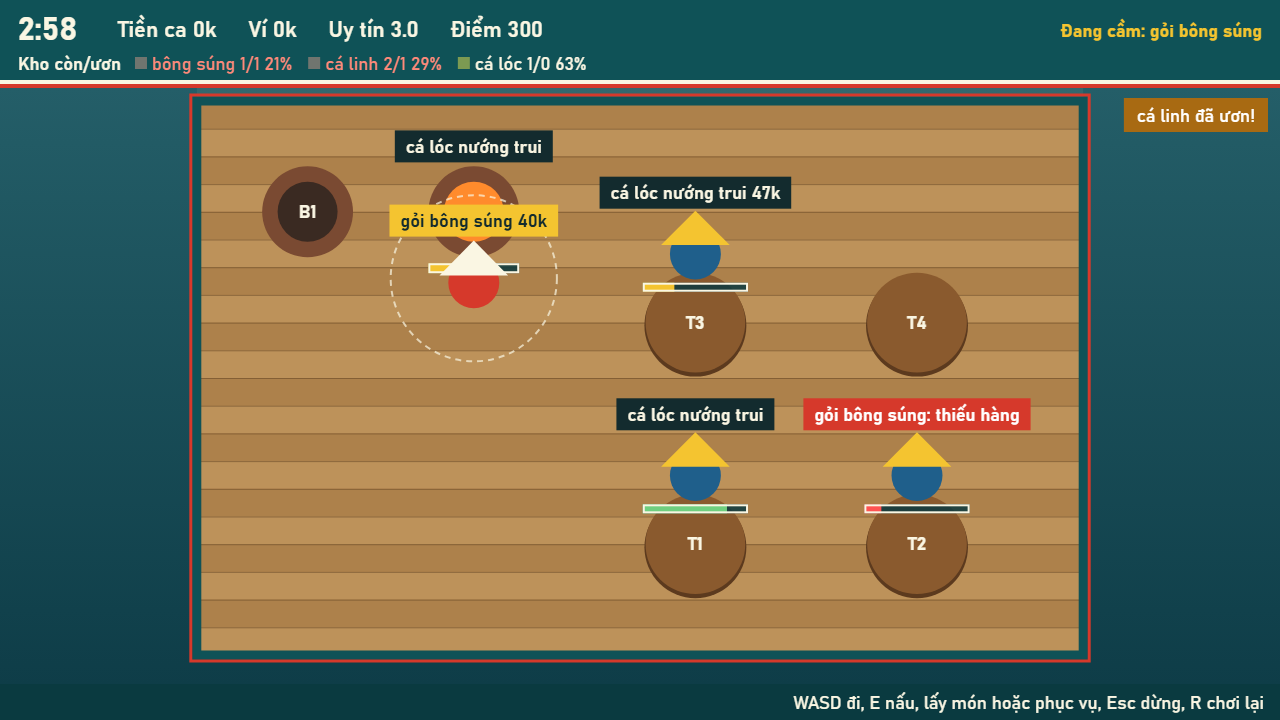 2:58 Tiền ca 0k Ví 0k Uy tín 3.0 Điểm 300
Đang cầm: gỏi bông súng
Kho còn/ươn bông súng 1/1 21% cá linh 2/1 29% cá lóc 1/0 63%
cá linh đã ươn!
cá lóc nướng trui
cá lóc nướng trui 47k
B1
gỏi bông súng 40k
T3
T4
cá lóc nướng trui
gỏi bông súng: thiếu hàng
T1
T2
WASD đi, E nấu, lấy món hoặc phục vụ, Esc dừng, R chơi lại